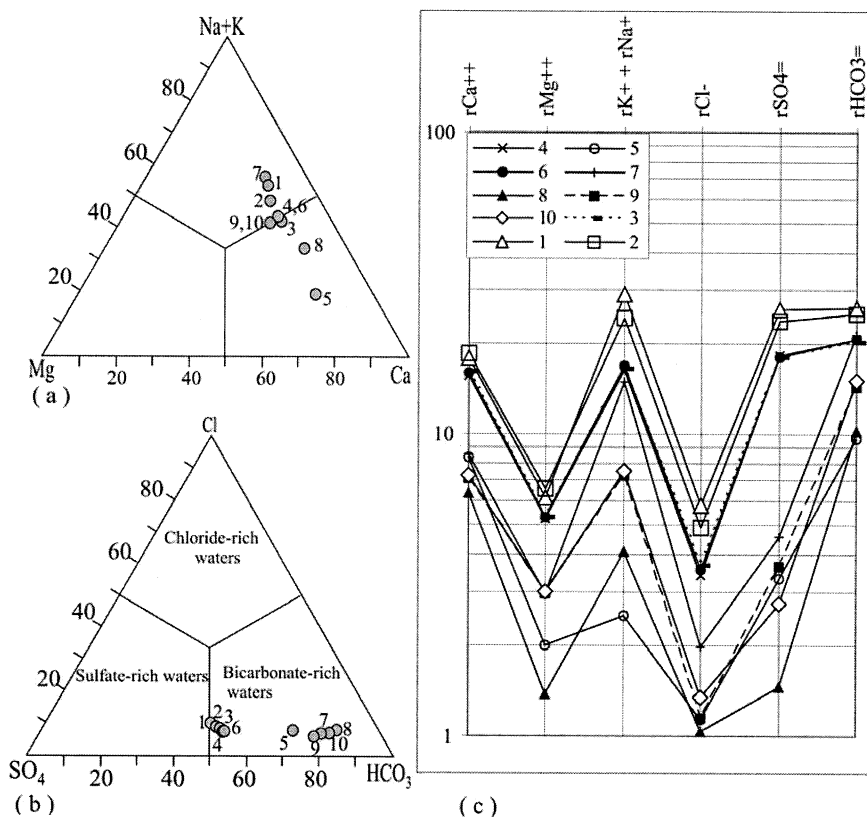 Na+K
80
60
40
20
7
1
2
4,6
9,10
3
8
5
Mg
20
40
60
80
Ca
( a )
Cl
80
60
40
20
Chloride-rich
waters
Sulfate-rich waters
Bicarbonate-rich
waters
1
2
3
6
4
5
7
8
9
10
SO4
20
40
60
80
HCO3
( b )
rCa++
rMg++
rK++ rNa+
rCl-
rSO4=
rHCO3=
100
10
1
4
5
6
7
8
9
10
3
1
2
( c )